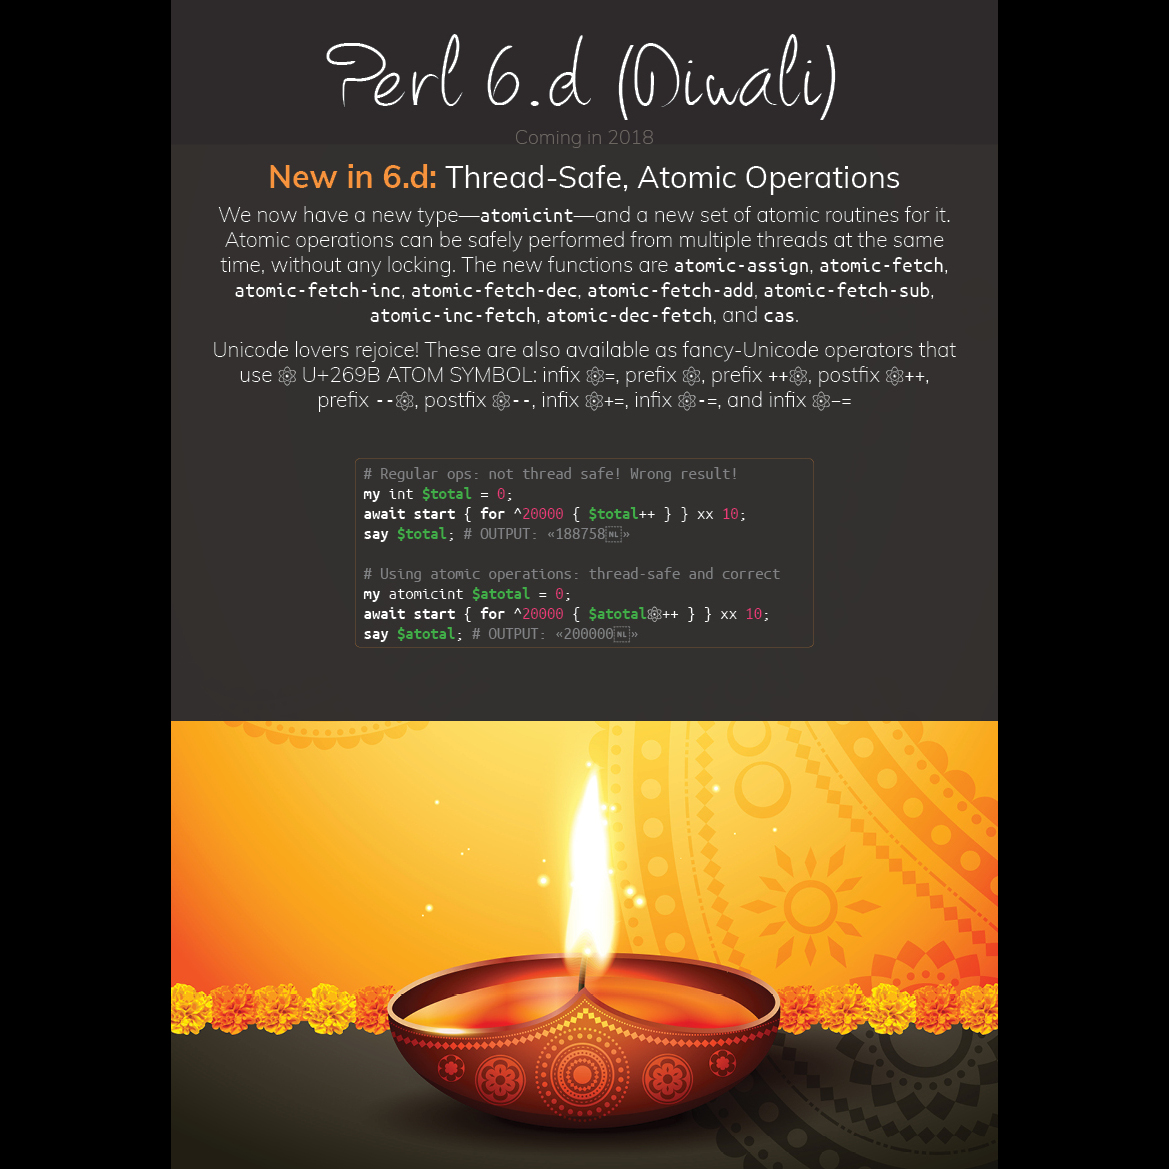 Perl 6.d (Diwali)
Coming in 2018
New in 6.d: Thread-Safe, Atomic Operations
We now have a new type—atomicint—and a new set of atomic routines for it.
Atomic operations can be safely performed from multiple threads at the same
time, without any locking. The new functions are atomic-assign, atomic-fetch,
atomic-fetch-inc, atomic-fetch-dec, atomic-fetch-add, atomic-fetch-sub,
atomic-inc-fetch, atomic-dec-fetch, and cas.
Unicode lovers rejoice! These are also available as fancy-Unicode operators that
use ⚛ U+269B ATOM SYMBOL: infix ⚛=, prefix ⚛, prefix ++⚛, postfix ⚛++,
prefix --⚛, postfix ⚛--, infix ⚛+=, infix ⚛-=, and infix ⚛−=
# Regular ops: not thread safe! Wrong result!
my int $total = 0;
await start { for ^20000 { $total++ } } xx 10;
say $total; # OUTPUT: «188758␤»
# Using atomic operations: thread-safe and correct
my atomicint $atotal = 0;
await start { for ^20000 { $atotal⚛++ } } xx 10;
say $atotal; # OUTPUT: «200000␤»